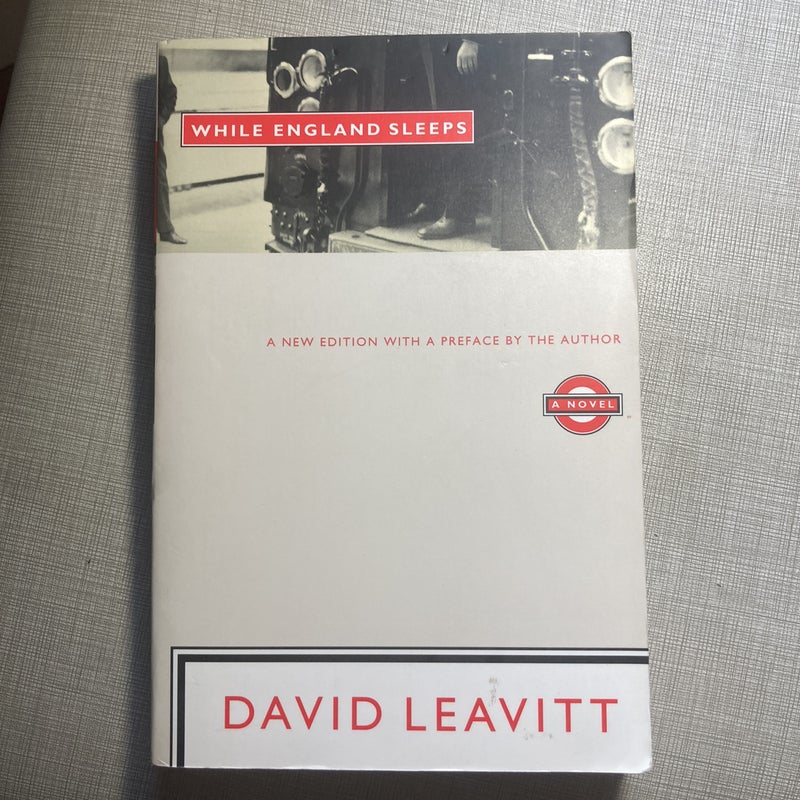 WHILE ENGLAND SLEEPS
A NEW EDITION WITH A PREFACE BY THE AUTHOR
A NOVEL
DAVID LEAVITT